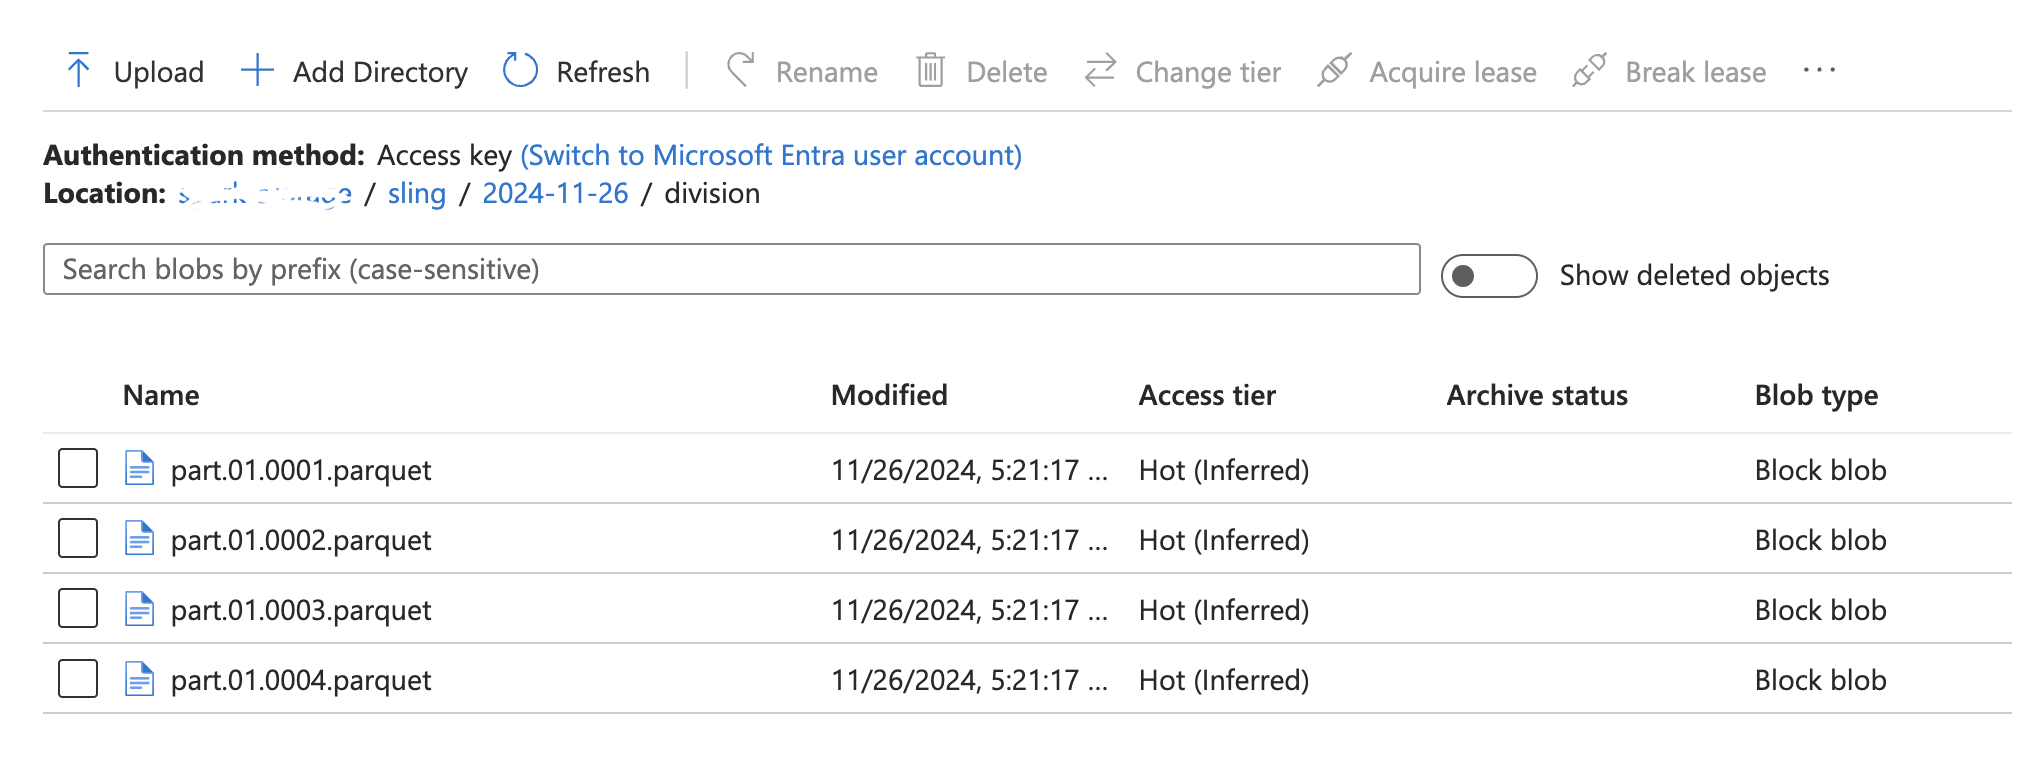 Upload Add Directory Refresh Rename Delete Change tier Acquire lease Break lease ...
Authentication method: Access key (Switch to Microsoft Entra user account)
Location: / sling / 2024-11-26 / division
Search blobs by prefix (case-sensitive)
Show deleted objects
Name Modified Access tier Archive status Blob type
part.01.0001.parquet 11/26/2024, 5:21:17 ... Hot (Inferred) Block blob
part.01.0002.parquet 11/26/2024, 5:21:17 ... Hot (Inferred) Block blob
part.01.0003.parquet 11/26/2024, 5:21:17 ... Hot (Inferred) Block blob
part.01.0004.parquet 11/26/2024, 5:21:17 ... Hot (Inferred) Block blob